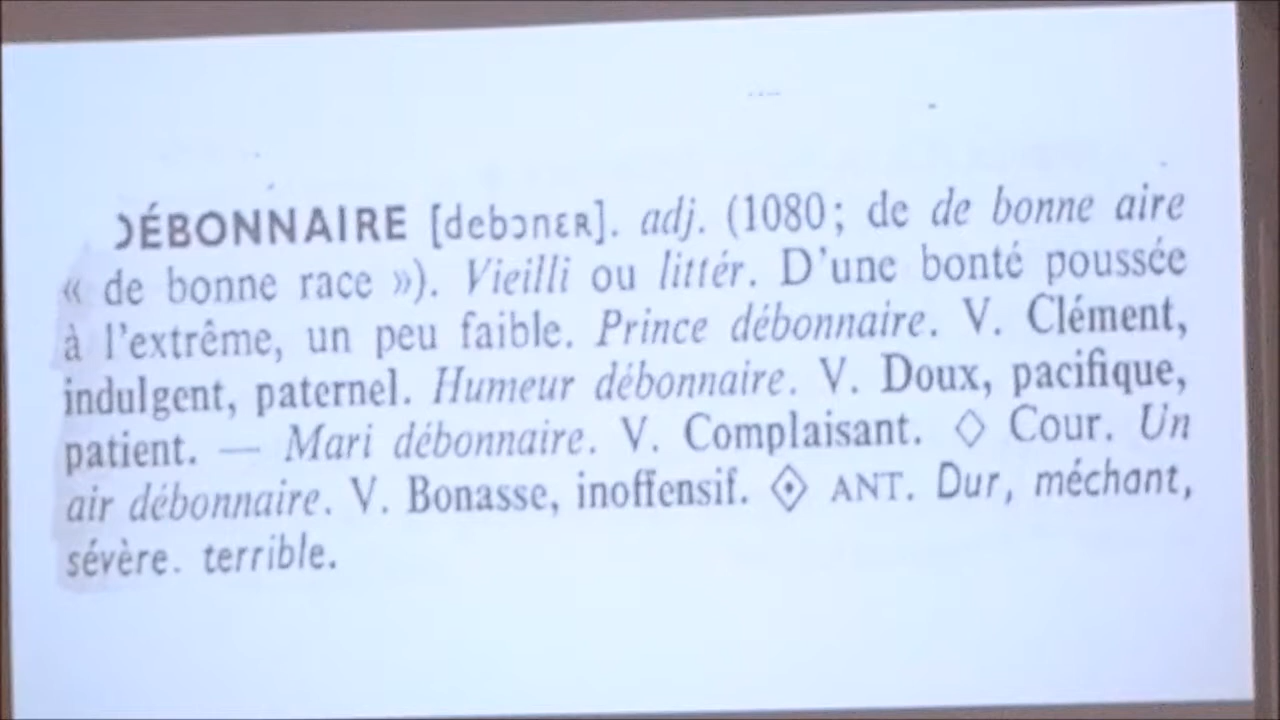 DÉBONNAIRE [debɔnɛʀ]. adj. (1080; de de bonne aire
« de bonne race »). Vieilli ou littér. D'une bonté poussée
à l'extrême, un peu faible. Prince débonnaire. V. Clément,
indulgent, paternel. Humeur débonnaire. V. Doux, pacifique,
patient. — Mari débonnaire. V. Complaisant. ◇ Cour. Un
air débonnaire. V. Bonasse, inoffensif. ◈ ANT. Dur, méchant,
sévère. terrible.